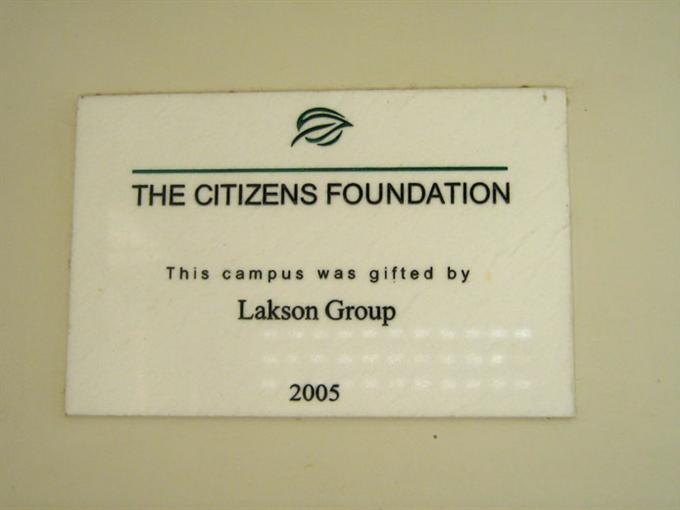 THE CITIZENS FOUNDATION
This campus was gifted by
Lakson Group
2005